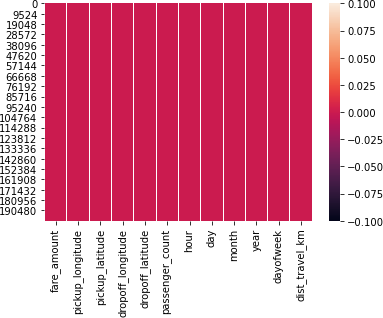 0
9524
19048
28572
38096
47620
57144
66668
76192
85716
95240
104764
114288
123812
133336
142860
152384
161908
171432
180956
190480
fare_amount
pickup_longitude
pickup_latitude
dropoff_longitude
dropoff_latitude
passenger_count
hour
day
month
year
dayofweek
dist_travel_km
0.100
0.075
0.050
0.025
0.000
−0.025
−0.050
−0.075
−0.100